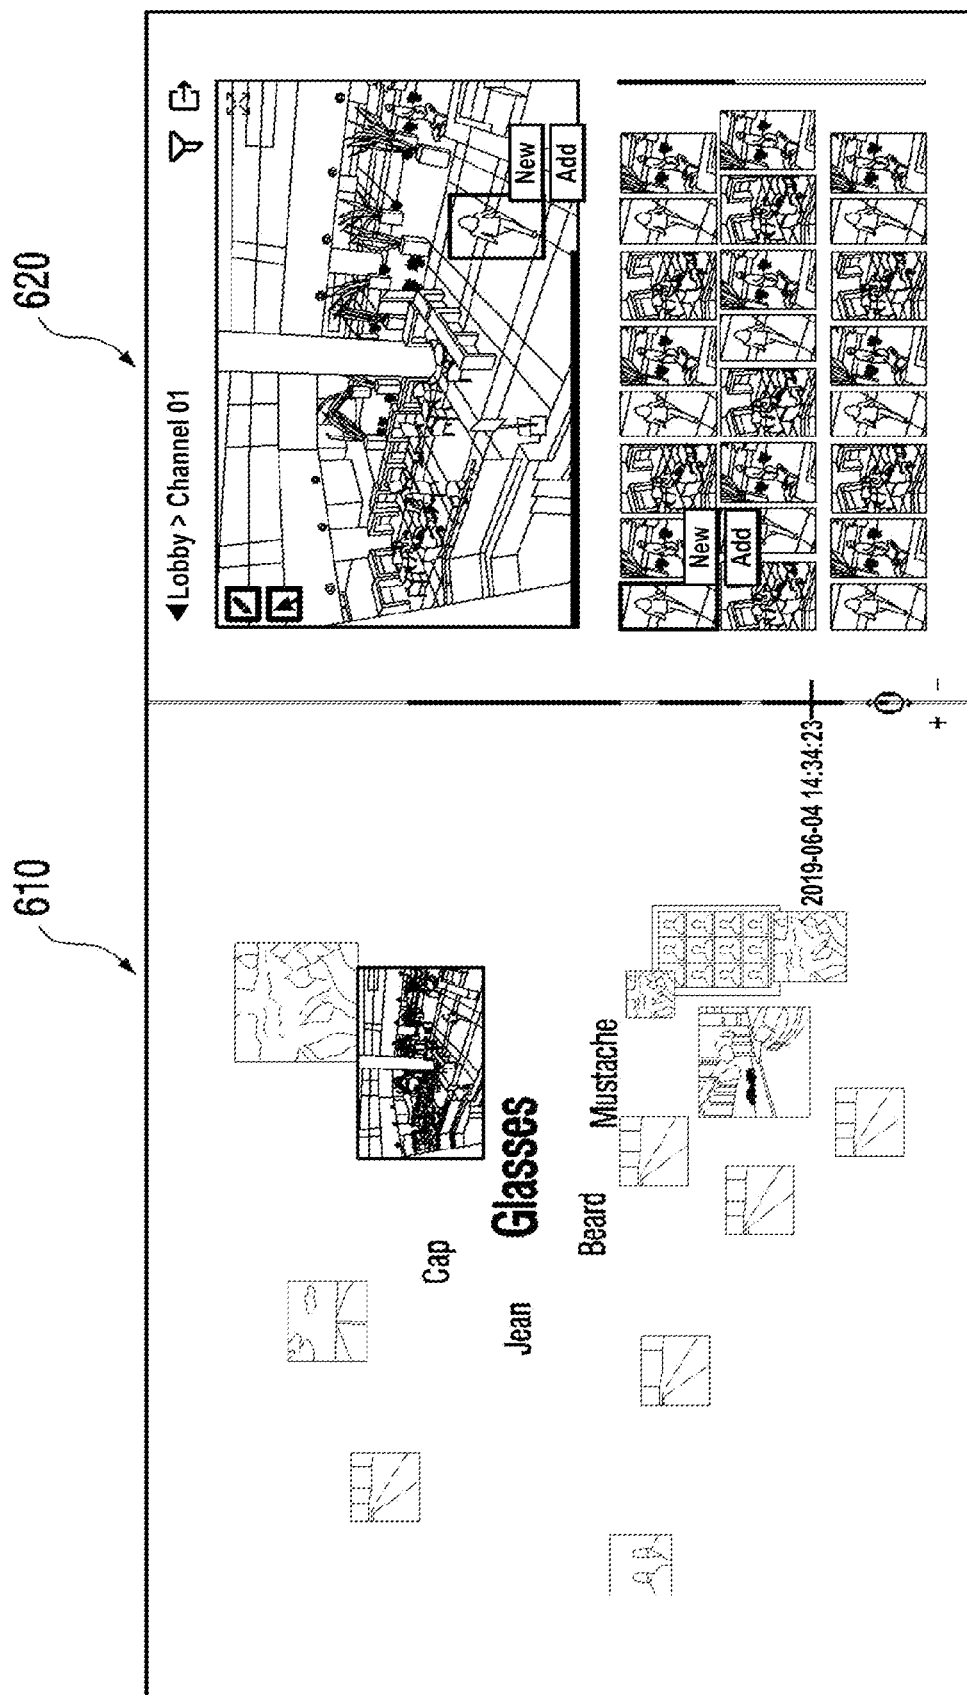 610
620
◀Lobby > Channel 01
New
Add
New
Add
Cap
Jean
Glasses
Beard
Mustache
2019-06-04 14:34:23
+
-